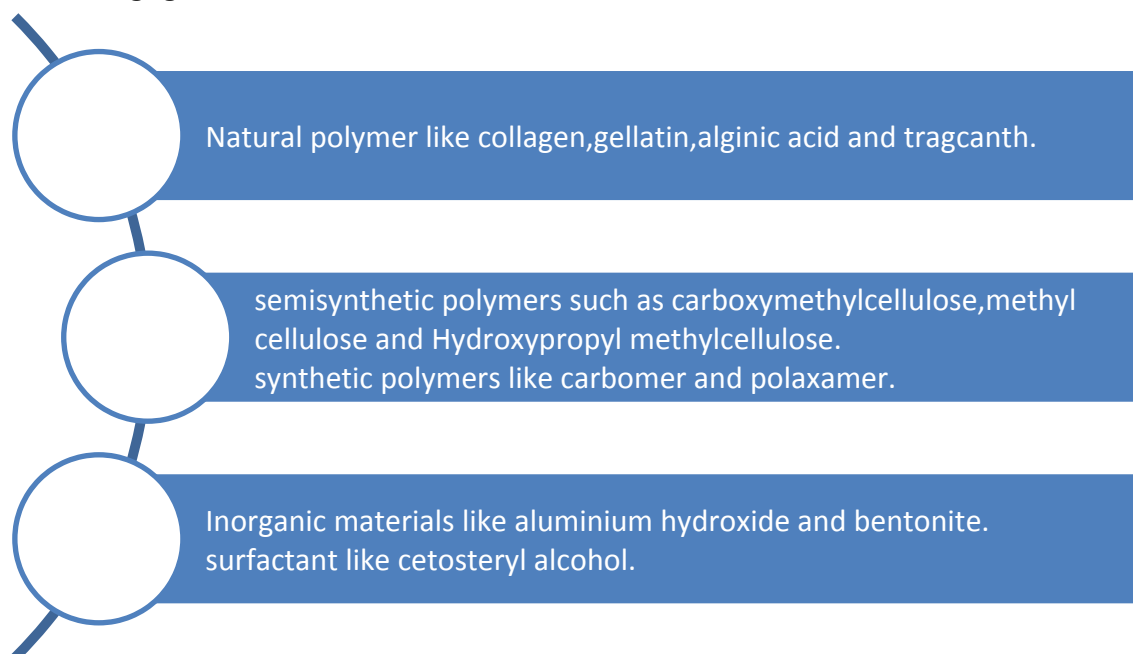 Natural polymer like collagen,gellatin,alginic acid and tragcanth.
semisynthetic polymers such as carboxymethylcellulose,methyl
cellulose and Hydroxypropyl methylcellulose.
synthetic polymers like carbomer and polaxamer.
Inorganic materials like aluminium hydroxide and bentonite.
surfactant like cetosteryl alcohol.